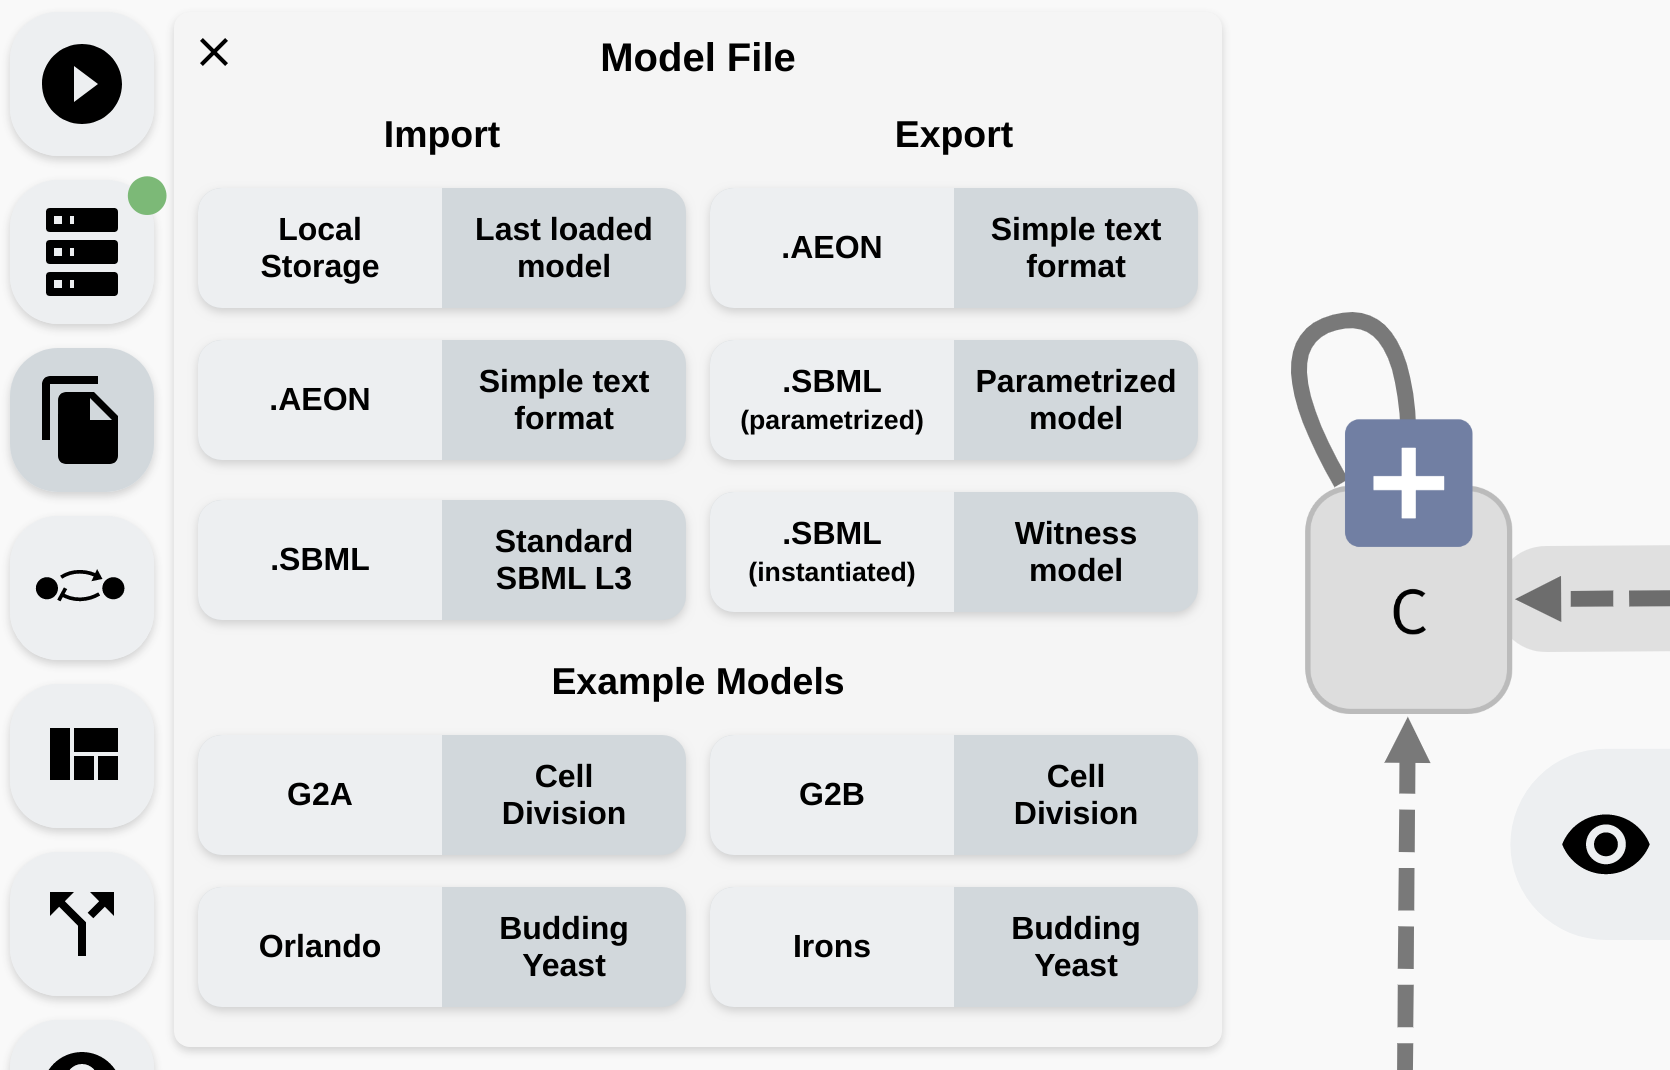 Model File
Import
Export
Local
Storage
Last loaded
model
.AEON
Simple text
format
.AEON
Simple text
format
.SBML
(parametrized)
Parametrized
model
.SBML
Standard
SBML L3
.SBML
(instantiated)
Witness
model
Example Models
G2A
Cell
Division
G2B
Cell
Division
Orlando
Budding
Yeast
Irons
Budding
Yeast
C